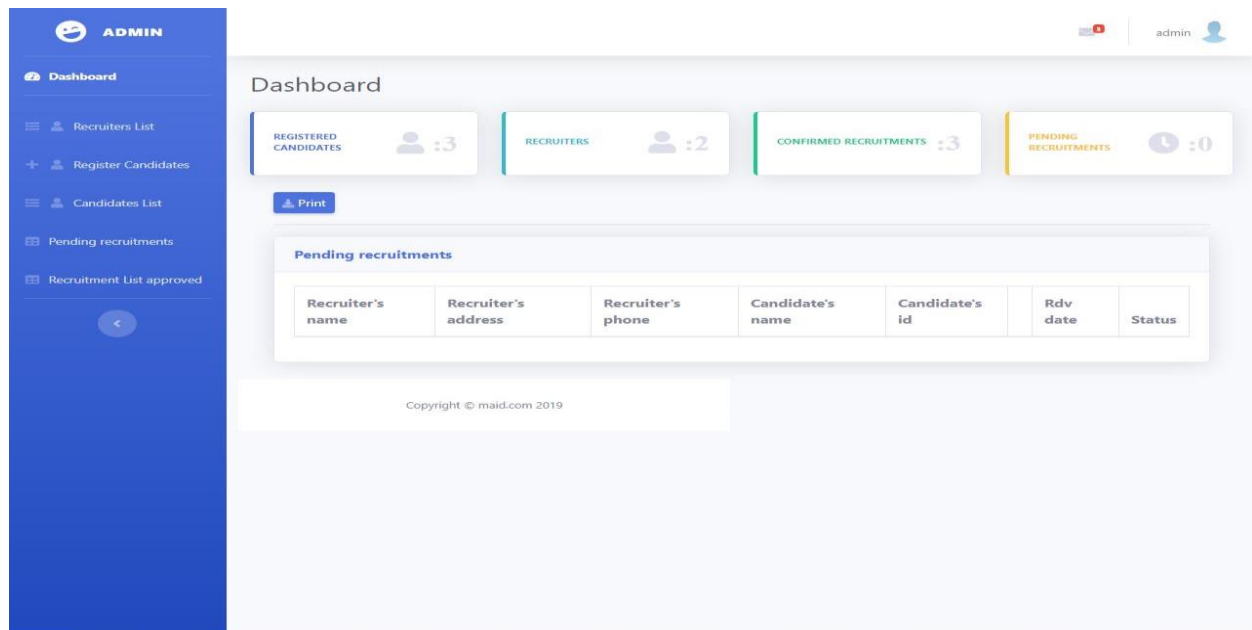 ADMIN
admin
Dashboard
Recruiters List
Register Candidates
Candidates List
Pending recruitments
Recruitment List approved
Dashboard
REGISTERED
CANDIDATES
:3
RECRUITERS
:2
CONFIRMED RECRUITMENTS :3
PENDING
RECRUITMENTS
:0
Print
Pending recruitments
Recruiter's
name
Recruiter's
address
Recruiter's
phone
Candidate's
name
Candidate's
id
Rdv
date
Status
Copyright © maid.com 2019